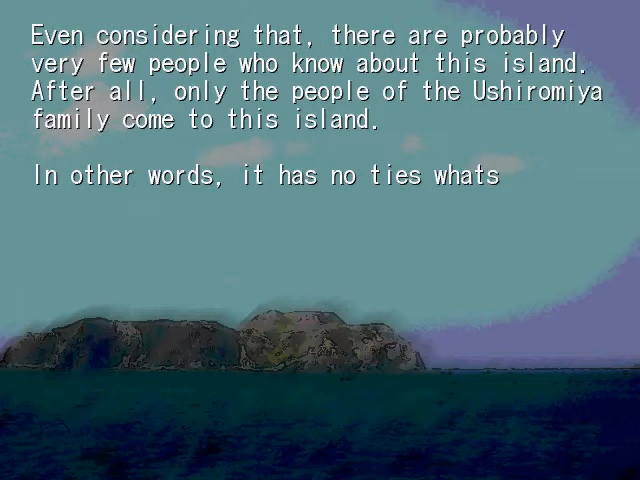 Even considering that, there are probably
very few people who know about this island.
After all, only the people of the Ushiromiya
family come to this island.
In other words, it has no ties whats